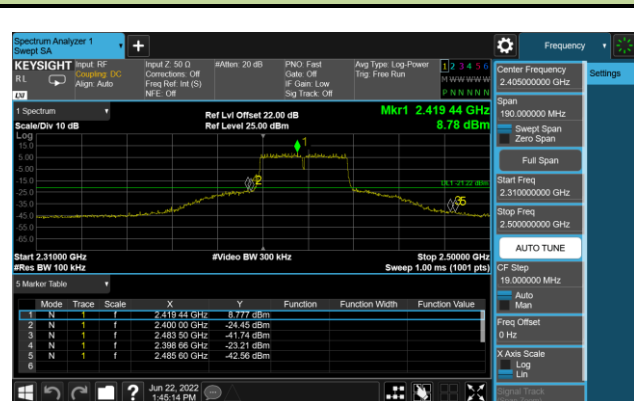 Spectrum Analyzer 1
Swept SA
Frequency
KEYSIGHT
RL
Input: RF
Coupling: DC
Align: Auto
Input Z: 50 Ω
Corrections: Off
Freq Ref: Int (S)
NFE: Off
#Atten: 20 dB
PNO: Fast
Gate: Off
IF Gain: Low
Sig Track: Off
Avg Type: Log-Power
Trig: Free Run
1 2 3 4 5 6
M W W W W W
P N N N N N
LXI
1 Spectrum
Scale/Div 10 dB
Ref Lvl Offset 22.00 dB
Ref Level 25.00 dBm
Mkr1 2.419 44 GHz
8.78 dBm
Log
15.0
5.00
-5.00
-15.0
-25.0
-35.0
-45.0
-55.0
-65.0
1
2
5
DL1 -21.22 dBm
Start 2.31000 GHz
#Res BW 100 kHz
#Video BW 300 kHz
Stop 2.50000 GHz
Sweep 1.00 ms (1001 pts)
5 Marker Table
Mode Trace Scale X Y Function Function Width Function Value
1 N 1 f 2.419 44 GHz 8.777 dBm
2 N 1 f 2.400 00 GHz -24.45 dBm
3 N 1 f 2.483 50 GHz -41.74 dBm
4 N 1 f 2.398 66 GHz -23.21 dBm
5 N 1 f 2.485 60 GHz -42.56 dBm
6
Jun 22, 2022
1:45:14 PM
Center Frequency
2.405000000 GHz
Settings
Span
190.000000 MHz
Swept Span
Zero Span
Full Span
Start Freq
2.310000000 GHz
Stop Freq
2.500000000 GHz
AUTO TUNE
CF Step
19.000000 MHz
Auto
Man
Freq Offset
0 Hz
X Axis Scale
Log
Lin
Signal Track